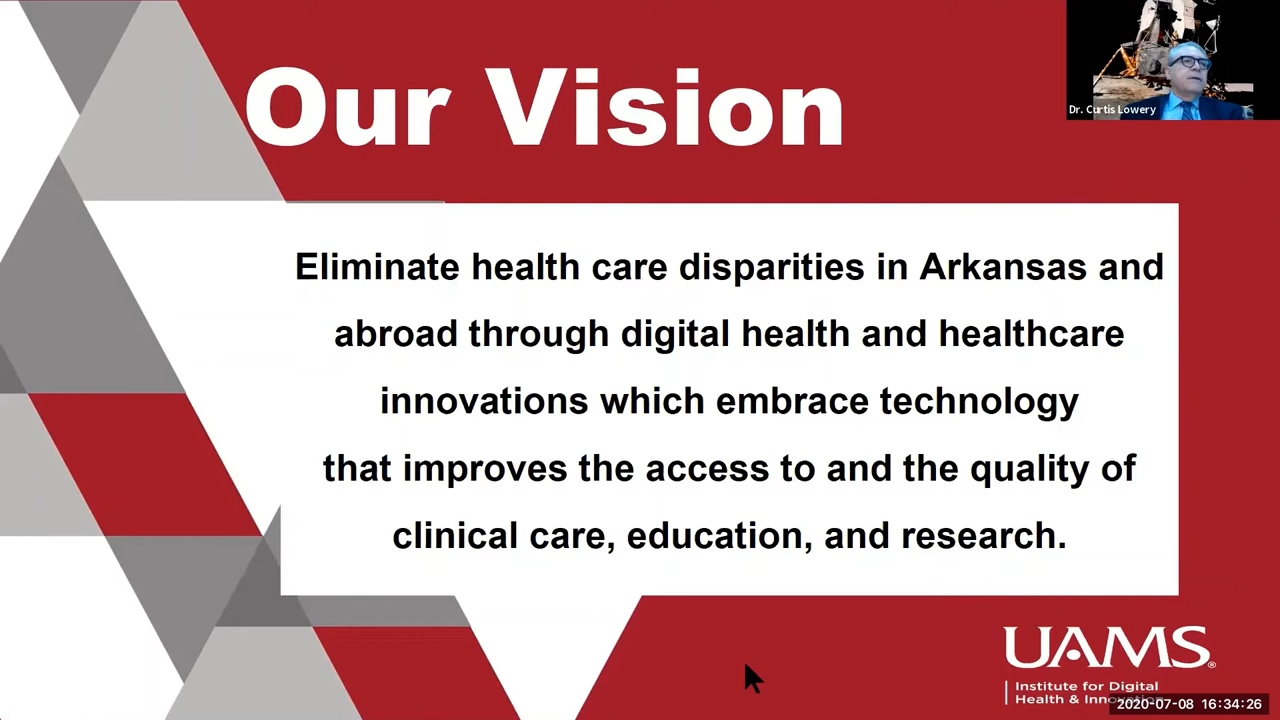 Our Vision
Dr. Curtis Lowery
Eliminate health care disparities in Arkansas and
abroad through digital health and healthcare
innovations which embrace technology
that improves the access to and the quality of
clinical care, education, and research.
UAMS®
Institute for Digital
Health & Innovation
2020-07-08 16:34:26